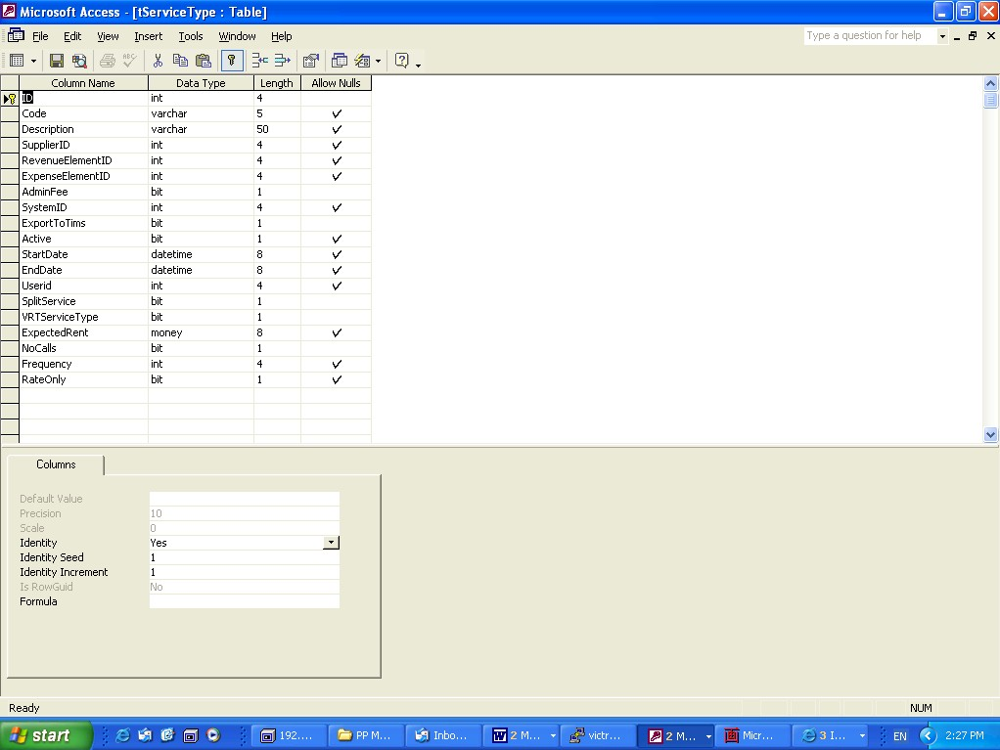 Microsoft Access - [tServiceType : Table]
File Edit View Insert Tools Window Help Type a question for help
Column Name Data Type Length Allow Nulls
ID int 4
Code varchar 5
Description varchar 50
SupplierID int 4
RevenueElementID int 4
ExpenseElementID int 4
AdminFee bit 1
SystemID int 4
ExportToTims bit 1
Active bit 1
StartDate datetime 8
EndDate datetime 8
Userid int 4
SplitService bit 1
VRTServiceType bit 1
ExpectedRent money 8
NoCalls bit 1
Frequency int 4
RateOnly bit 1
Columns
Default Value
Precision 10
Scale 0
Identity Yes
Identity Seed 1
Identity Increment 1
Is RowGuid No
Formula
Ready NUM
start 192.... PP M... Inbo... 2 M... victr... 2 M... Micr... 3 I... EN 2:27 PM